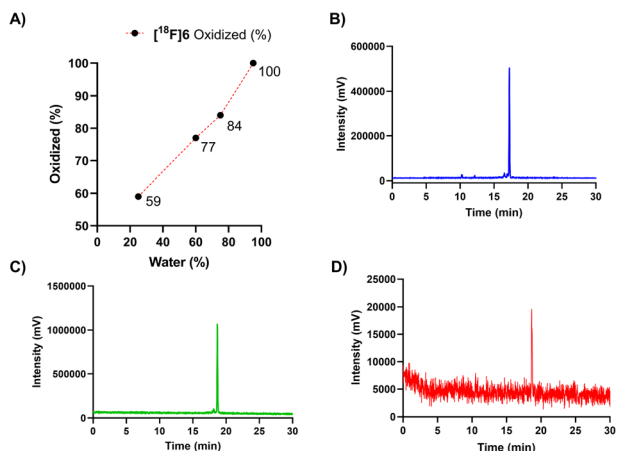 A)
[¹⁸F]6 Oxidized (%)
100
90
80
70
60
50
Oxidized (%)
59
77
84
100
0 20 40 60 80 100
Water (%)
B)
600000
400000
200000
0
Intensity (mV)
0 5 10 15 20 25 30
Time (min)
C)
1500000
1000000
500000
0
Intensity (mV)
0 5 10 15 20 25 30
Time (min)
D)
25000
20000
15000
10000
5000
0
Intensity (mV)
0 5 10 15 20 25 30
Time (min)